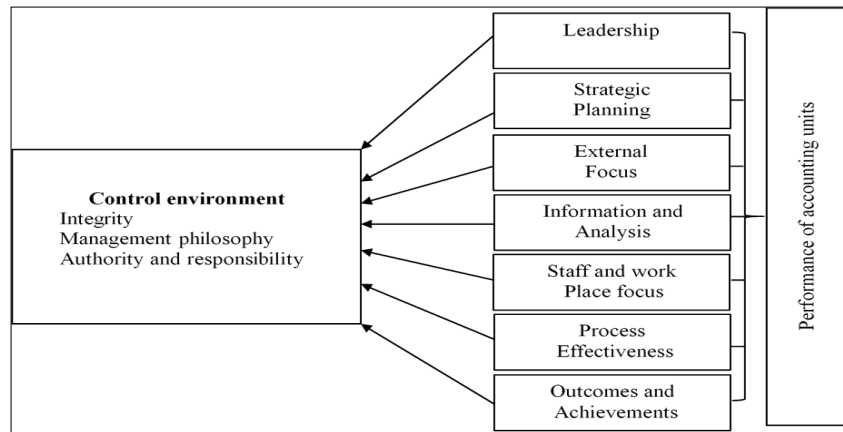 Control environment
Integrity
Management philosophy
Authority and responsibility
Leadership
Strategic
Planning
External
Focus
Information and
Analysis
Staff and work
Place focus
Process
Effectiveness
Outcomes and
Achievements
Performance of accounting units